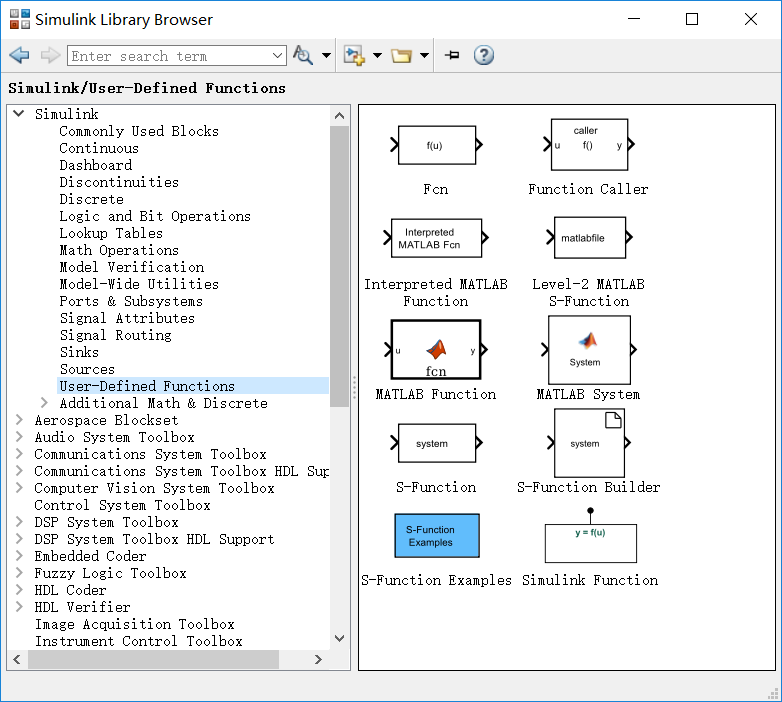 Simulink Library Browser
Enter search term
Simulink/User-Defined Functions
Simulink
Commonly Used Blocks
Continuous
Dashboard
Discontinuities
Discrete
Logic and Bit Operations
Lookup Tables
Math Operations
Model Verification
Model-Wide Utilities
Ports & Subsystems
Signal Attributes
Signal Routing
Sinks
Sources
User-Defined Functions
Additional Math & Discrete
Aerospace Blockset
Audio System Toolbox
Communications System Toolbox
Communications System Toolbox HDL Sup
Computer Vision System Toolbox
Control System Toolbox
DSP System Toolbox
DSP System Toolbox HDL Support
Embedded Coder
Fuzzy Logic Toolbox
HDL Coder
HDL Verifier
Image Acquisition Toolbox
Instrument Control Toolbox
f(u)
Fcn
caller
u f() y
Function Caller
Interpreted
MATLAB Fcn
Interpreted MATLAB
Function
matlabfile
Level-2 MATLAB
S-Function
u y
fcn
MATLAB Function
System
MATLAB System
system
S-Function
system
S-Function Builder
S-Function
Examples
S-Function Examples
y = f(u)
Simulink Function